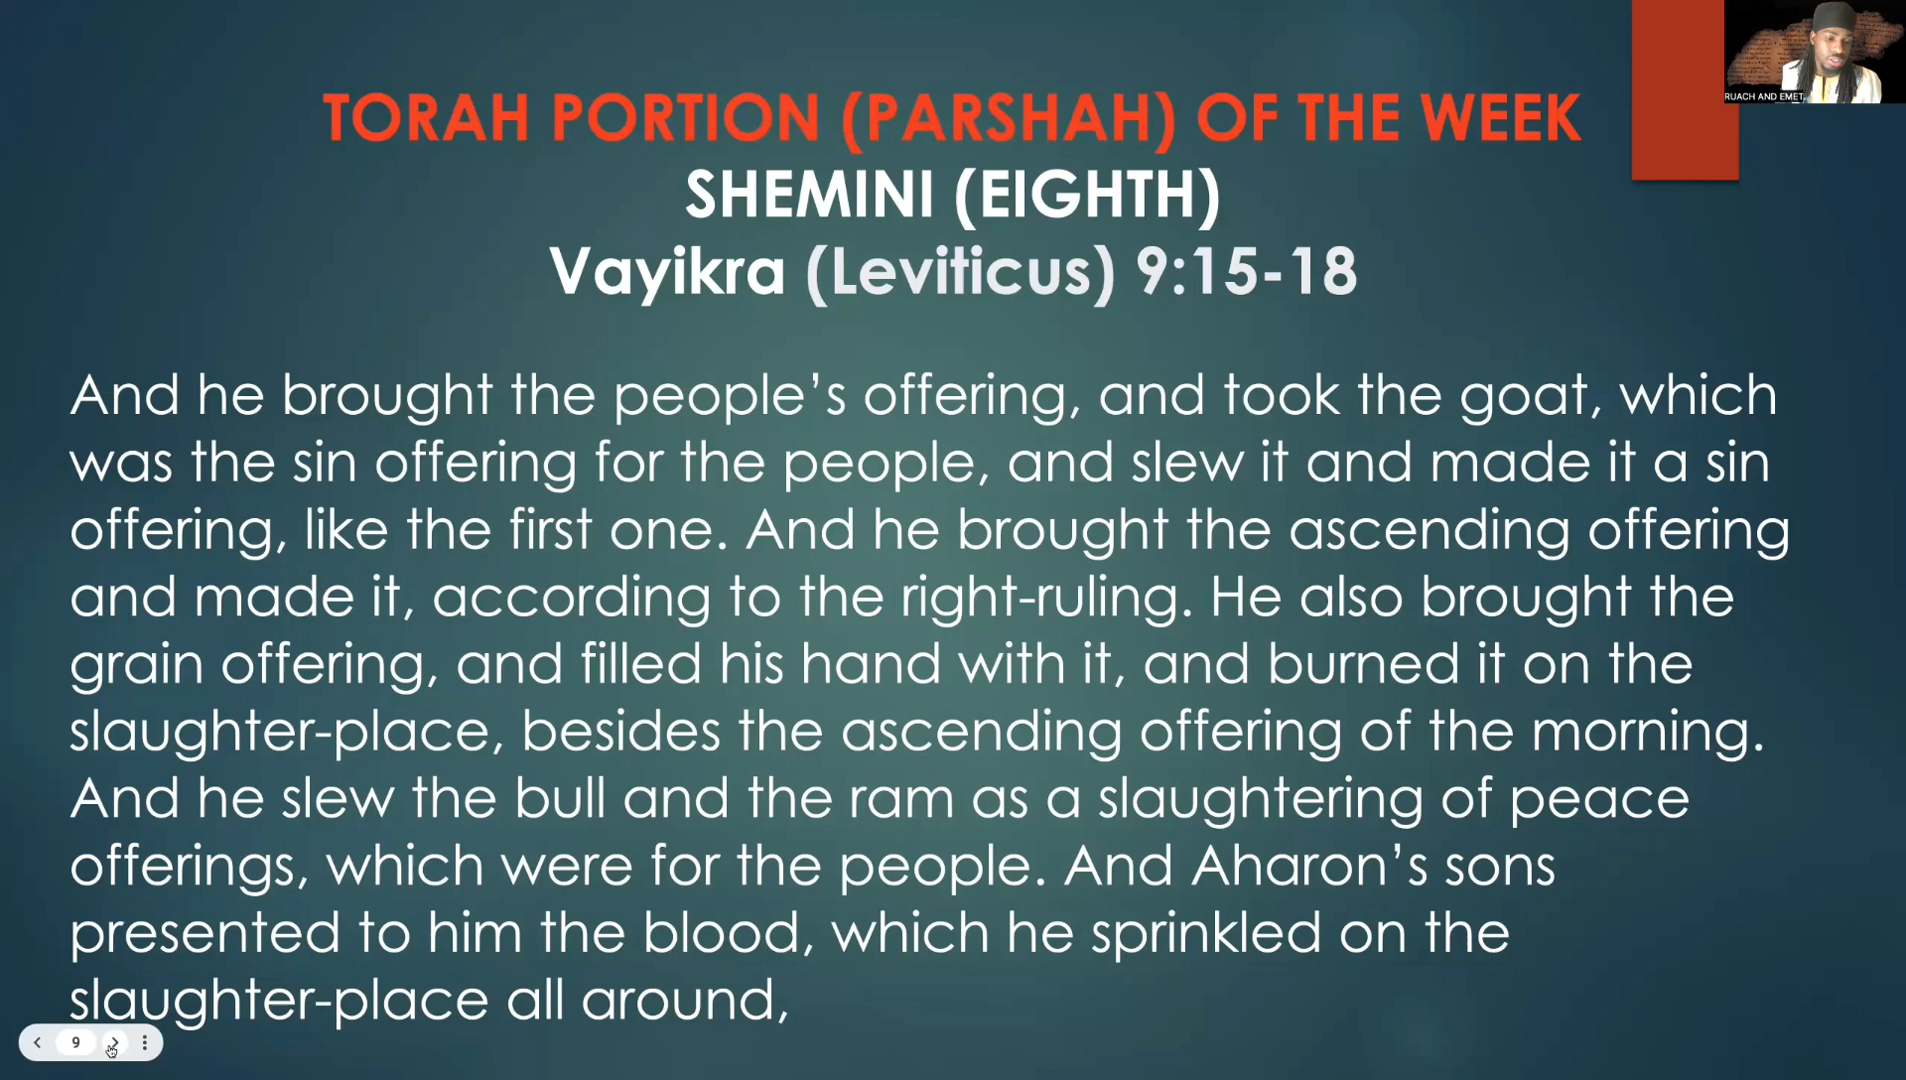 TORAH PORTION (PARSHAH) OF THE WEEK
SHEMINI (EIGHTH)
Vayikra (Leviticus) 9:15-18
And he brought the people’s offering, and took the goat, which
was the sin offering for the people, and slew it and made it a sin
offering, like the first one. And he brought the ascending offering
and made it, according to the right-ruling. He also brought the
grain offering, and filled his hand with it, and burned it on the
slaughter-place, besides the ascending offering of the morning.
And he slew the bull and the ram as a slaughtering of peace
offerings, which were for the people. And Aharon’s sons
presented to him the blood, which he sprinkled on the
slaughter-place all around,
RUACH AND EMET
9